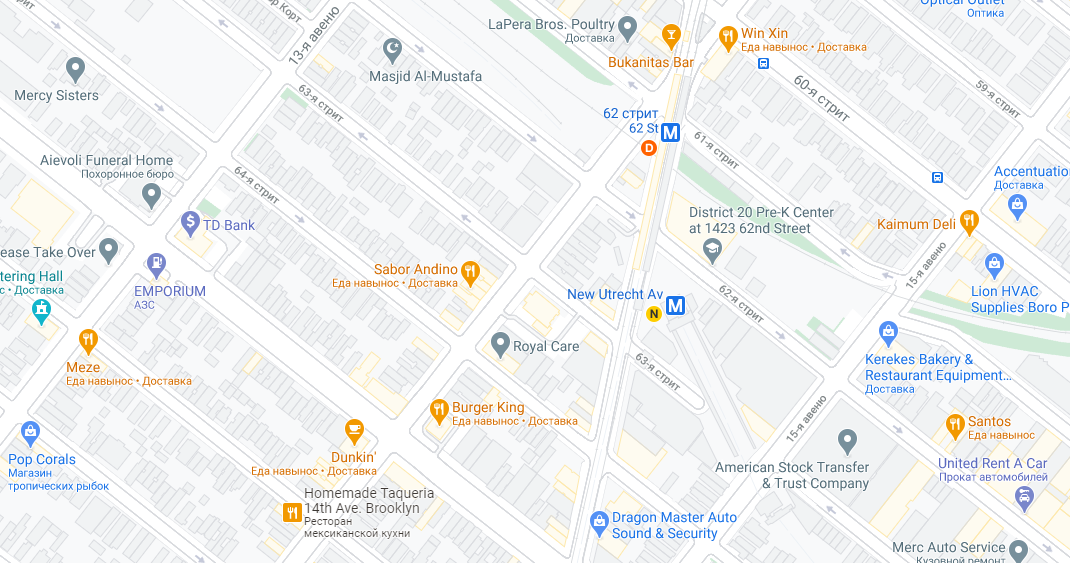 Optical Outlet
Оптика
LaPera Bros. Poultry
Доставка
Win Xin
Еда навынос • Доставка
Bukanitas Bar
13-я авеню
Masjid Al-Mustafa
Mercy Sisters
63-я стрит
60-я стрит
59-я стрит
62 стрит
62 St
M
D
61-я стрит
Aievoli Funeral Home
Похоронное бюро
64-я стрит
Accentuatio
Доставка
TD Bank
District 20 Pre-K Center
at 1423 62nd Street
Kaimum Deli
15-я авеню
ease Take Over
tering Hall
с • Доставка
EMPORIUM
АЗС
Sabor Andino
Еда навынос • Доставка
New Utrecht Av
M
N
62-я стрит
Lion HVAC
Supplies Boro P
Royal Care
63-я стрит
Kerekes Bakery &
Restaurant Equipment...
Доставка
Meze
Еда навынос • Доставка
Burger King
Еда навынос • Доставка
15-я авеню
Santos
Еда навынос
Dunkin'
Еда навынос • Доставка
Pop Corals
Магазин
тропических рыбок
American Stock Transfer
& Trust Company
United Rent A Car
Прокат автомобилей
Homemade Taqueria
14th Ave. Brooklyn
Ресторан
мексиканской кухни
Dragon Master Auto
Sound & Security
Merc Auto Service
Кузовной ремонт